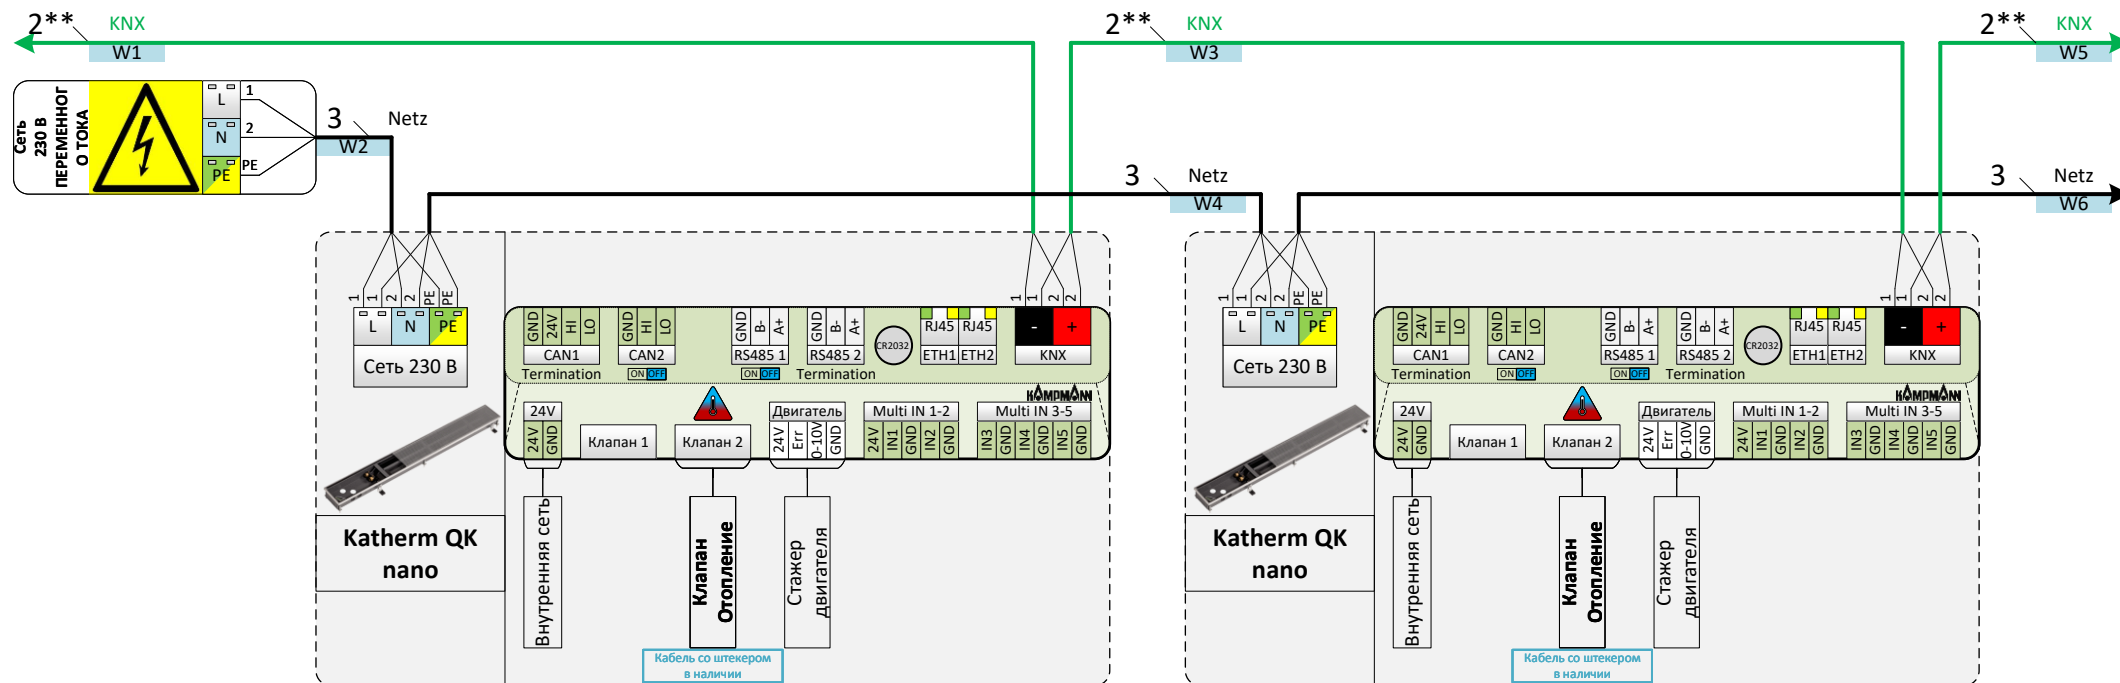 2** KNX
W1
2** KNX
W3
2** KNX
W5
Сеть
230 В
ПЕРЕМЕННОГ
О ТОКА
L 1
N 2
PE PE
3 Netz
W2
3 Netz
W4
3 Netz
W6
1 1 2 2 PE PE
L N PE
Сеть 230 В
Katherm QK
nano
1 1 2 2
GND 24V HI LO
CAN1
GND HI LO
CAN2
GND B- A+
RS485 1
GND B- A+
RS485 2
CR2032
RJ45 RJ45
ETH1 ETH2
- +
KNX
Termination ON OFF ON OFF Termination
KAMPMANN
24V
24V GND
Клапан 1
Клапан 2
Двигатель
24V Err 0-10V GND
Multi IN 1-2
24V IN1 GND IN2 GND
Multi IN 3-5
IN3 GND IN4 GND IN5 GND
Внутренняя сеть
Клапан
Отопление
Стажер
двигателя
Кабель со штекером
в наличии
1 1 2 2 PE PE
L N PE
Сеть 230 В
Katherm QK
nano
1 1 2 2
GND 24V HI LO
CAN1
GND HI LO
CAN2
GND B- A+
RS485 1
GND B- A+
RS485 2
CR2032
RJ45 RJ45
ETH1 ETH2
- +
KNX
Termination ON OFF ON OFF Termination
KAMPMANN
24V
24V GND
Клапан 1
Клапан 2
Двигатель
24V Err 0-10V GND
Multi IN 1-2
24V IN1 GND IN2 GND
Multi IN 3-5
IN3 GND IN4 GND IN5 GND
Внутренняя сеть
Клапан
Отопление
Стажер
двигателя
Кабель со штекером
в наличии